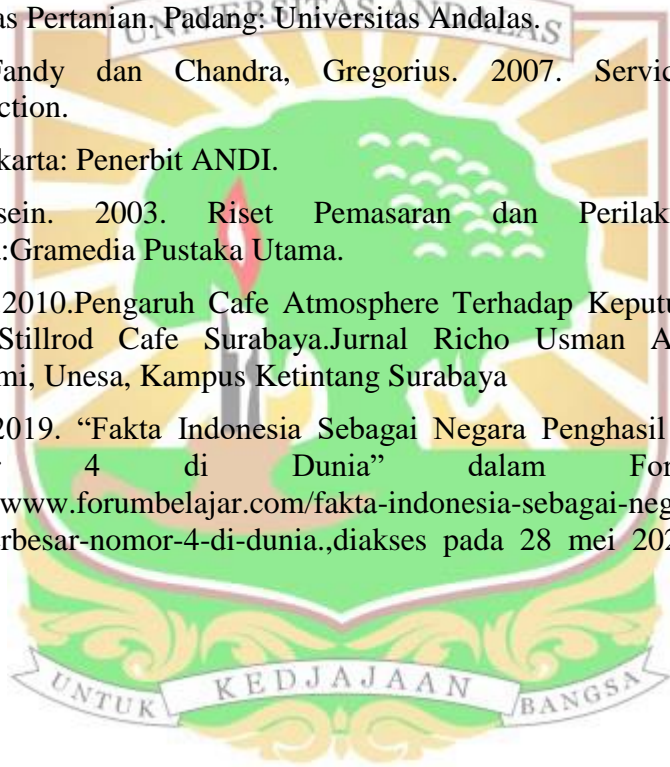 as Pertanian. Padang: Universitas Andalas.
UNIVERSITAS ANDALAS
Fandy dan Chandra, Gregorius. 2007. Servic
ction.
karta: Penerbit ANDI.
sein. 2003. Riset Pemasaran dan Perilak
:Gramedia Pustaka Utama.
2010.Pengaruh Cafe Atmosphere Terhadap Keputu
Stillrod Cafe Surabaya.Jurnal Richo Usman A
mi, Unesa, Kampus Ketintang Surabaya
2019. “Fakta Indonesia Sebagai Negara Penghasil
4 di Dunia” dalam For
www.forumbelajar.com/fakta-indonesia-sebagai-neg
rbesar-nomor-4-di-dunia.,diakses pada 28 mei 202
UNTUK KEDJAJAAN BANGSA